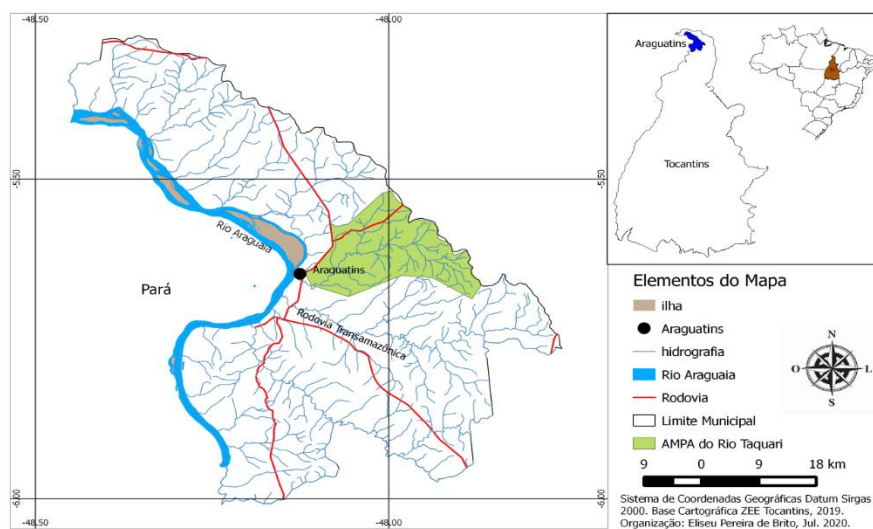 -48.50
-48.00
-5.50
-5.50
Rio Araguaia
Araguatins
Pará
Rodovia Transamazônica
-6.00
-6.00
-48.50
-48.00
Araguatins
Tocantins
Elementos do Mapa
ilha
Araguatins
hidrografia
Rio Araguaia
Rodovia
Limite Municipal
AMPA do Rio Taquari
N
O
L
S
9 0 9 18 km
Sistema de Coordenadas Geográficas Datum Sirgas
2000. Base Cartográfica ZEE Tocantins, 2019.
Organização: Eliseu Pereira de Brito, Jul. 2020.